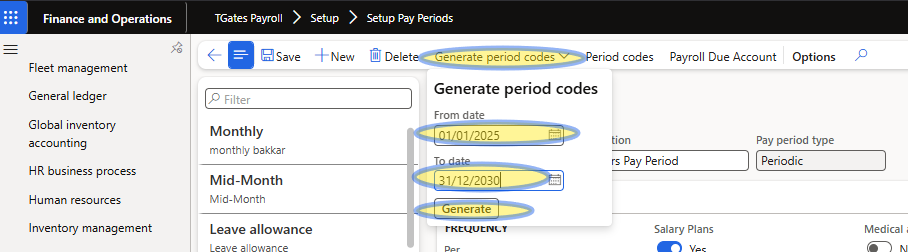 Finance and Operations
TGates Payroll > Setup > Setup Pay Periods
Save + New Delete Generate period codes Period codes Payroll Due Account Options
Fleet management
General ledger
Global inventory
accounting
HR business process
Human resources
Inventory management
Filter
Monthly
monthly bakkar
Mid-Month
Mid-Month
Leave allowance
Leave allowance
Generate period codes
From date
01/01/2025
To date
31/12/2030
Generate
FREQUENCY
Per
Pay period type
rs Pay Period
Periodic
Salary Plans
Yes
Medical a
N